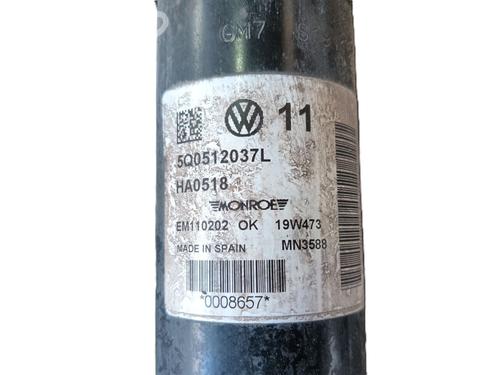 GM7 S
11
5Q0512037L
HA0518
MONROE
EM110202 OK 19W473
MADE IN SPAIN MN3588
*0008657*